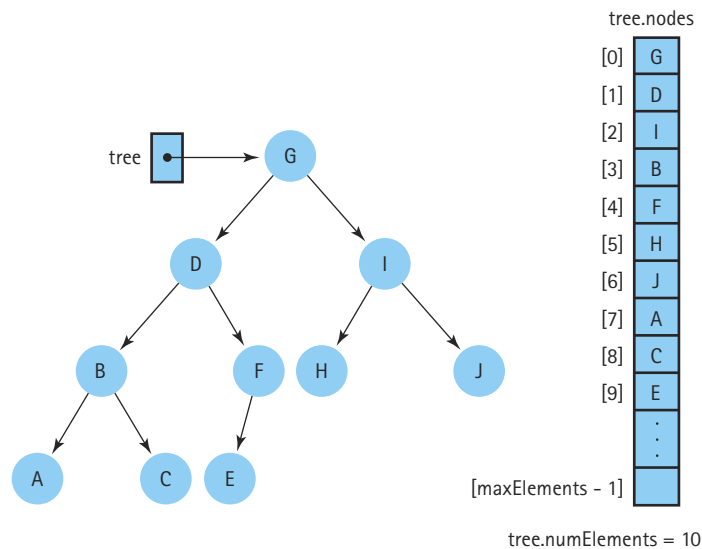 tree.nodes
[0] G
[1] D
[2] I
[3] B
[4] F
[5] H
[6] J
[7] A
[8] C
[9] E
[maxElements - 1]
tree.numElements = 10
tree
G
D I
B F H J
A C E